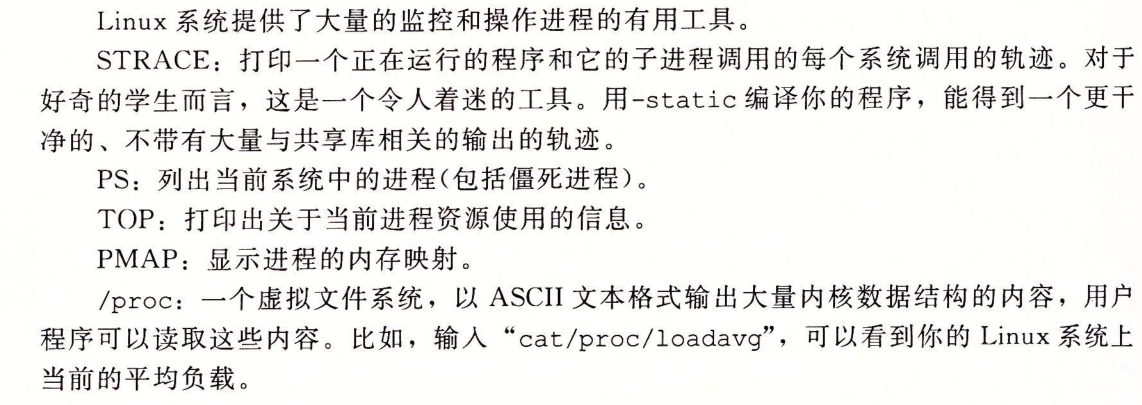 Linux 系统提供了大量的监控和操作进程的有用工具。
STRACE：打印一个正在运行的程序和它的子进程调用的每个系统调用的轨迹。对于
好奇的学生而言，这是一个令人着迷的工具。用-static 编译你的程序，能得到一个更干
净的、不带有大量与共享库相关的输出的轨迹。
PS：列出当前系统中的进程(包括僵死进程)。
TOP：打印出关于当前进程资源使用的信息。
PMAP：显示进程的内存映射。
/proc：一个虚拟文件系统，以 ASCII 文本格式输出大量内核数据结构的内容，用户
程序可以读取这些内容。比如，输入“cat/proc/loadavg”，可以看到你的 Linux 系统上
当前的平均负载。